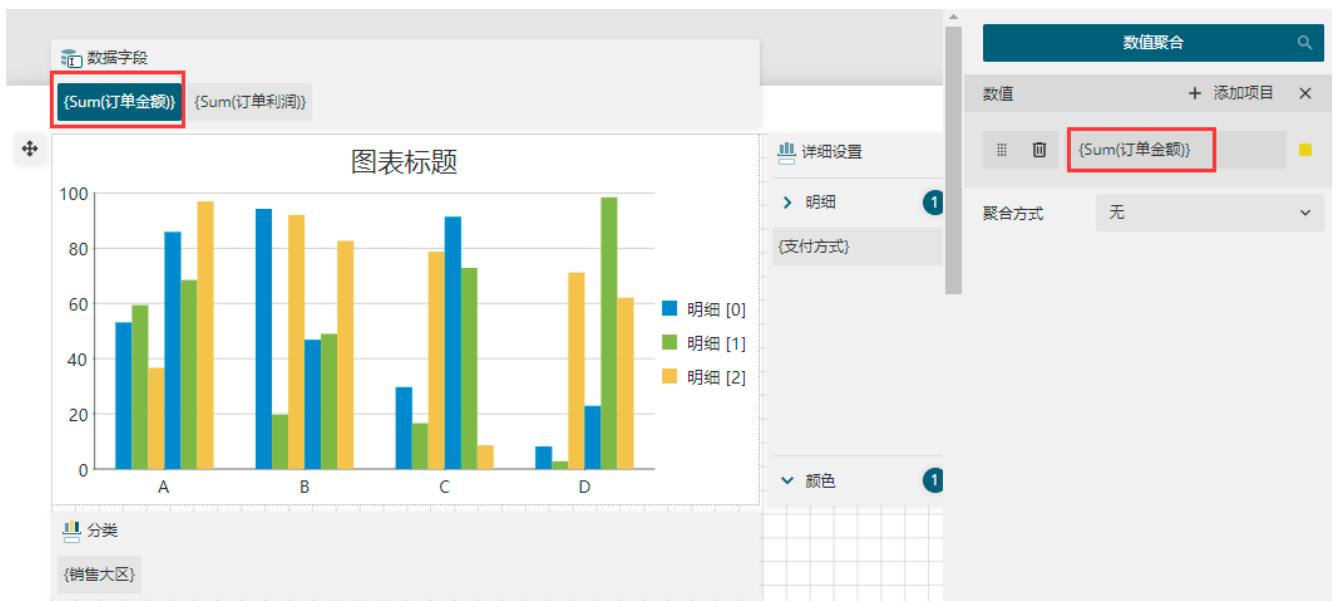 数据字段
{Sum(订单金额)}
{Sum(订单利润)}
图表标题
100
80
60
40
20
0
A
B
C
D
明细 [0]
明细 [1]
明细 [2]
分类
{销售大区}
详细设置
明细
1
{支付方式}
颜色
1
数值聚合
数值
+ 添加项目
{Sum(订单金额)}
聚合方式
无